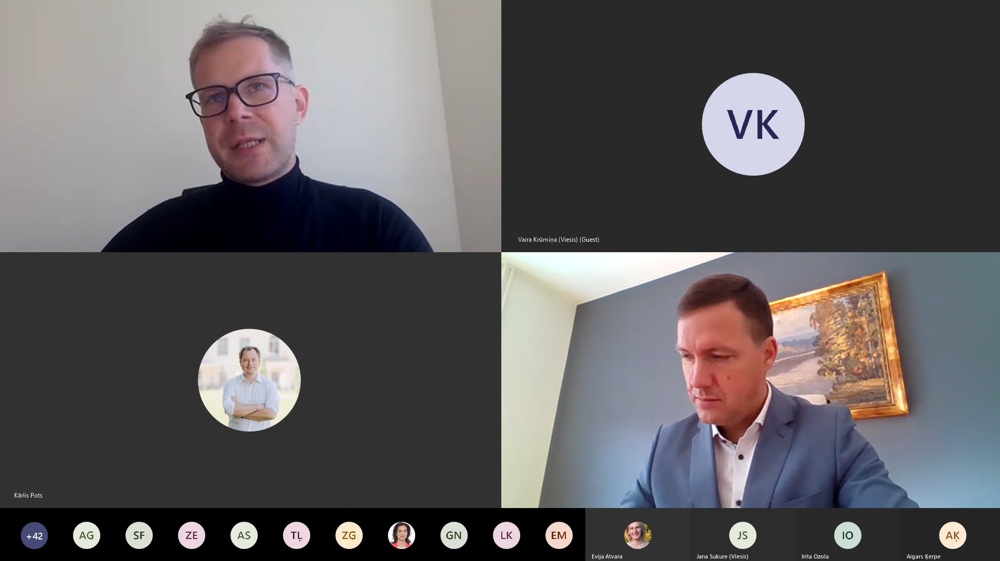 VK
Vaira Krūmiņa (Viesis) (Guest)
Kārlis Pots
+42
AG
SF
ZE
AS
TĻ
ZG
GN
LK
EM
Evija Atvara
JS
Jana Sukure (Viesis)
IO
Irita Ozola
AĶ
Aigars Ķerpe